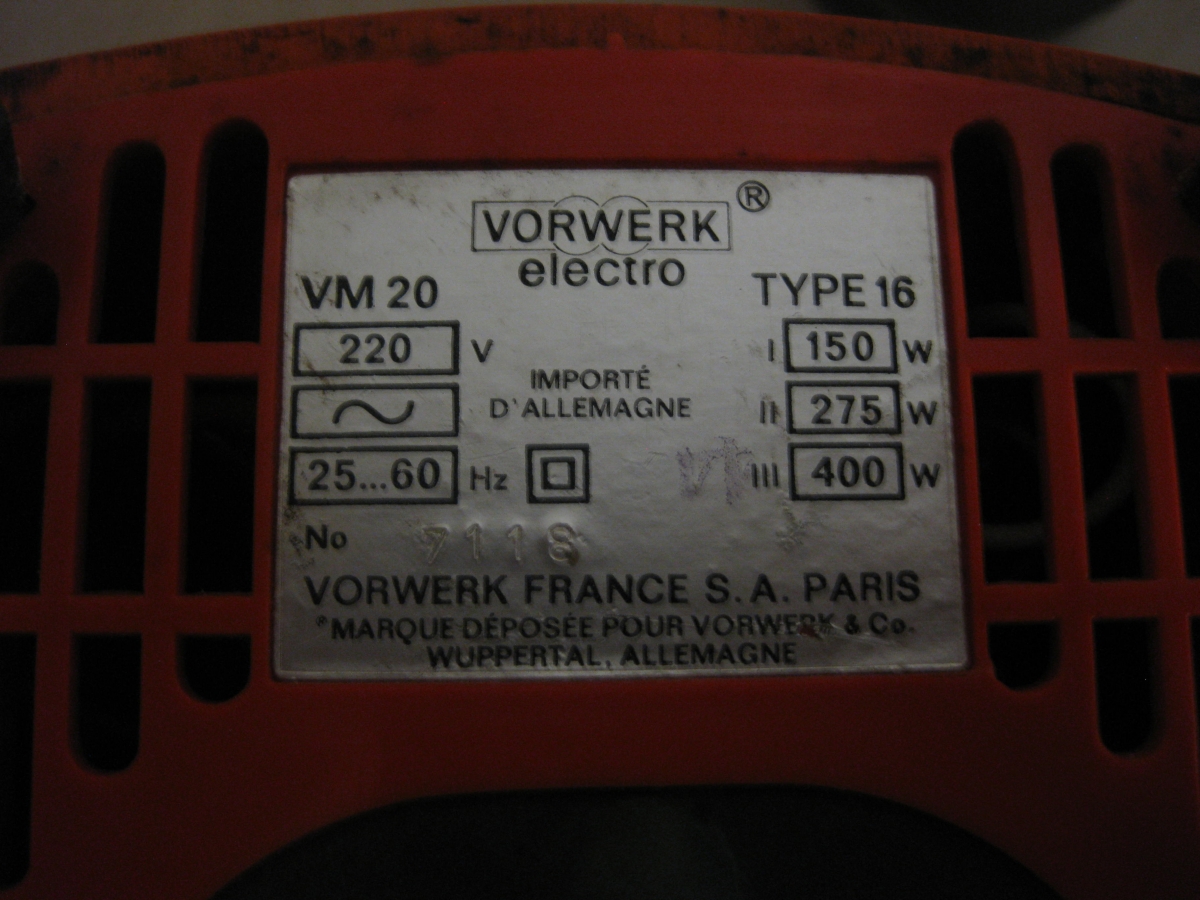 VORWERK ®
electro
VM 20 TYPE 16
220 V I 150 W
IMPORTÉ
D'ALLEMAGNE II 275 W
25...60 Hz III 400 W
No 7118
VORWERK FRANCE S.A. PARIS
®MARQUE DÉPOSÉE POUR VORWERK & Co.
WUPPERTAL, ALLEMAGNE